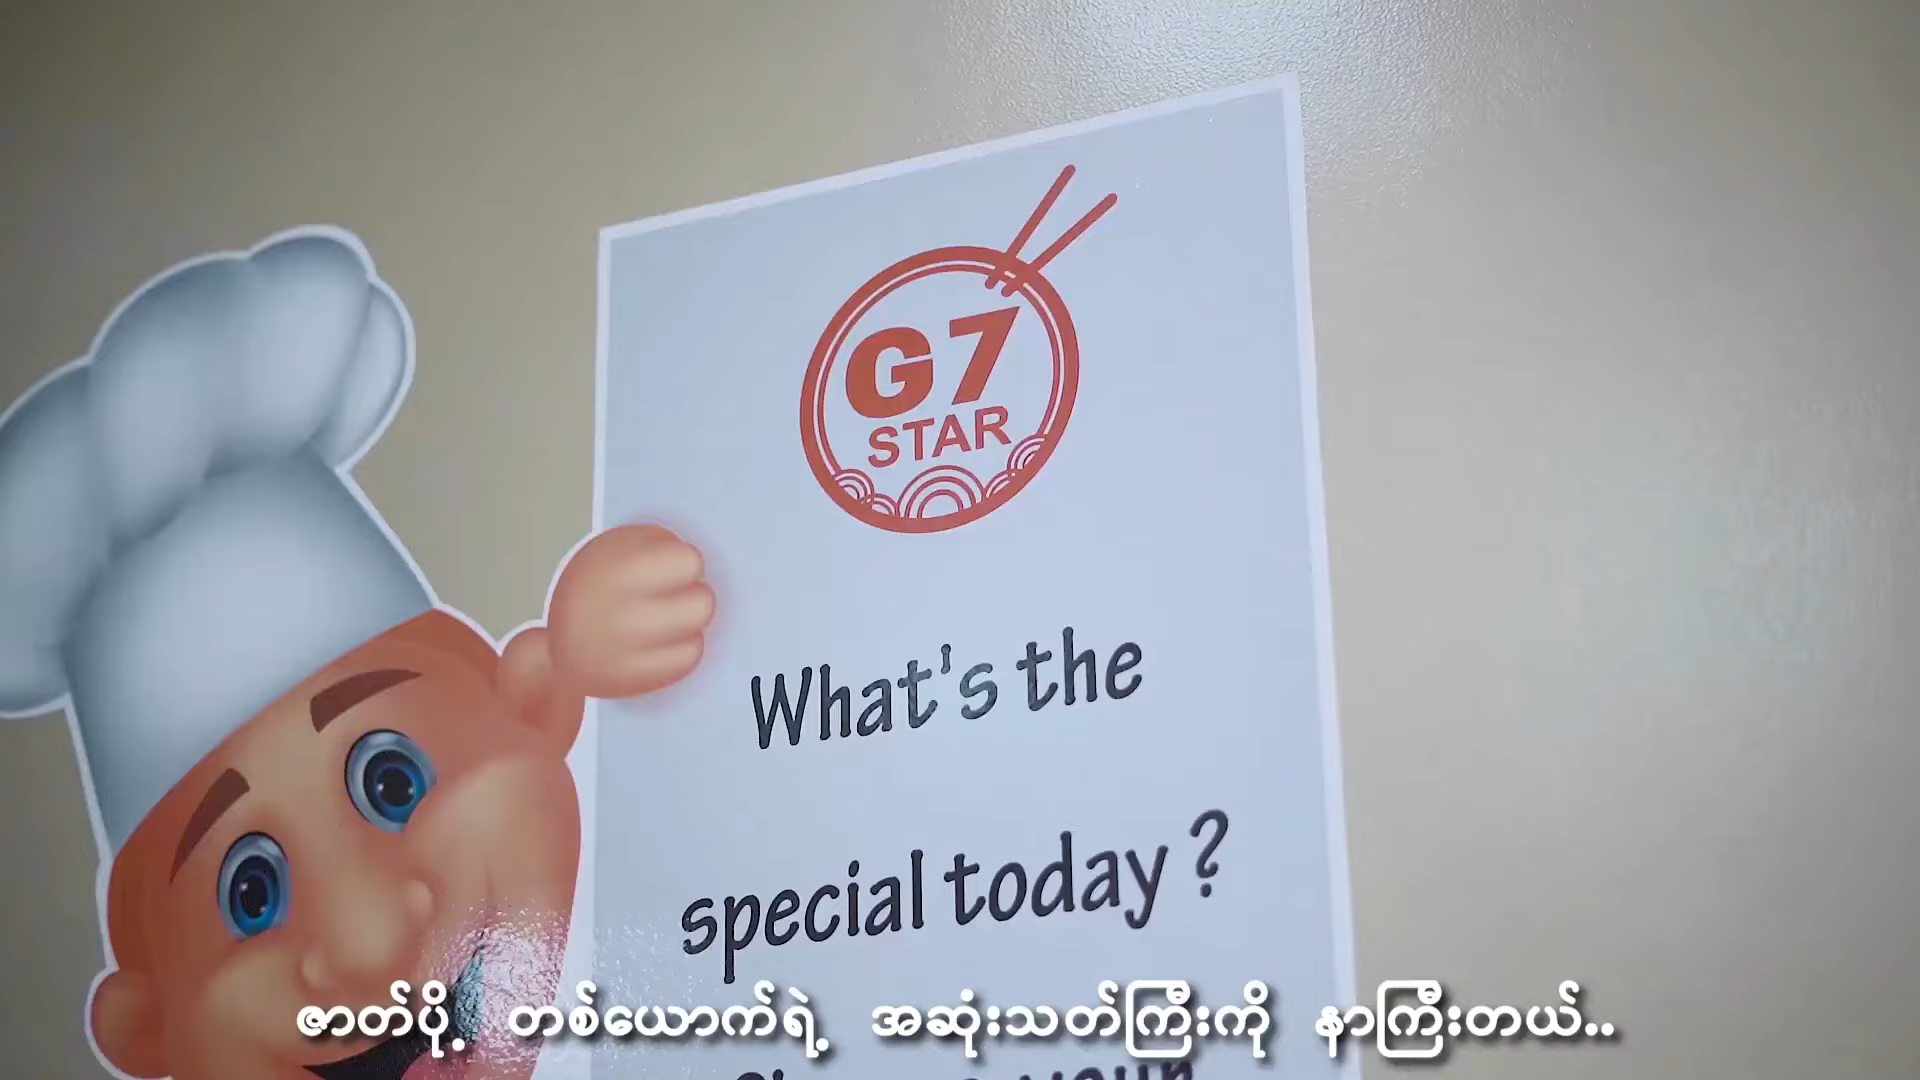 G7
STAR
What's the
special today?
ဇာတ်ပို့ တစ်ယောက်ရဲ့ အဆုံးသတ်ကြီးကို နာကြီးတယ်..